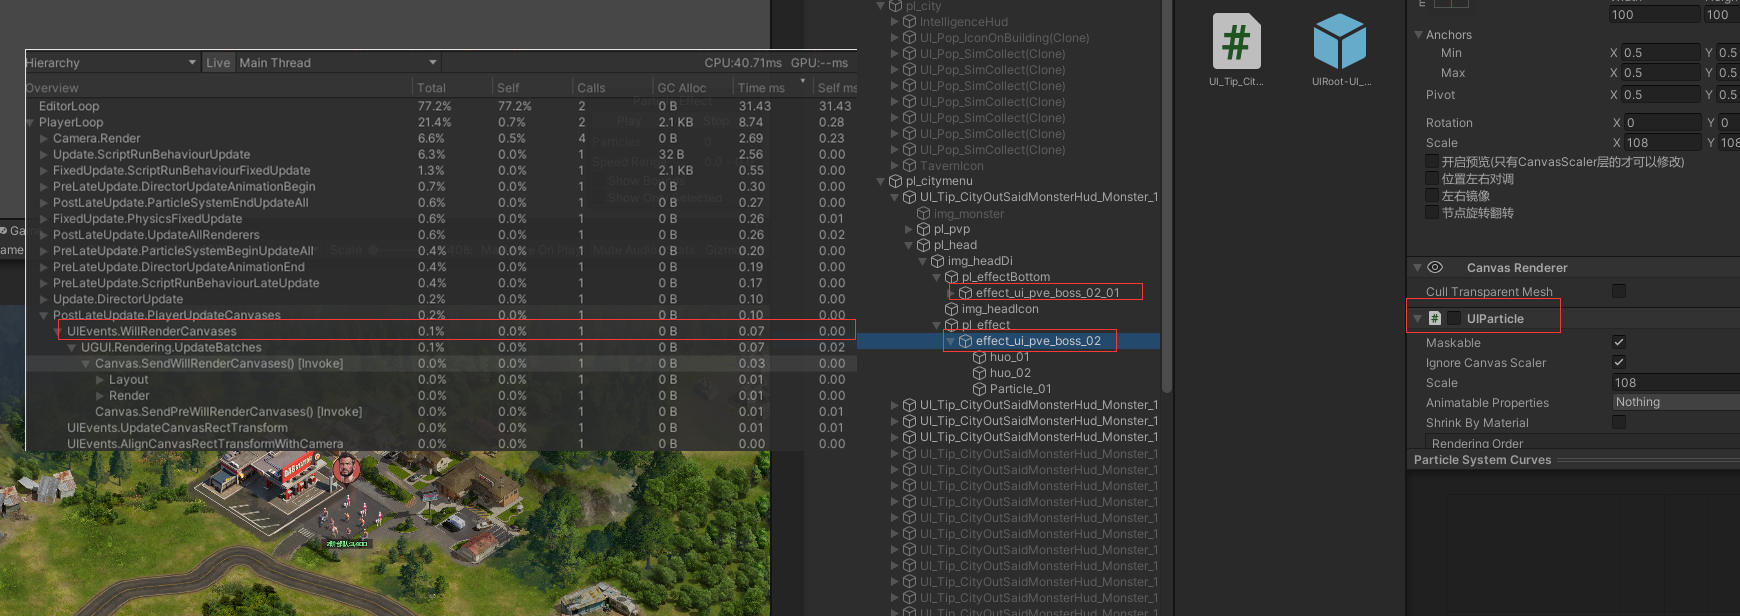 Hierarchy Live Main Thread CPU:40.71ms GPU:--ms
Overview Total Self Calls GC Alloc Time ms Self ms
EditorLoop 77.2% 77.2% 2 0 B 31.43 31.43
PlayerLoop 21.4% 0.7% 2 2.1 KB 8.74 0.28
Camera.Render 6.6% 0.5% 4 0 B 2.69 0.23
Update.ScriptRunBehaviourUpdate 6.3% 0.0% 1 32 B 2.56 0.00
FixedUpdate.ScriptRunBehaviourFixedUpdate 1.3% 0.0% 1 2.1 KB 0.55 0.00
PreLateUpdate.DirectorUpdateAnimationBegin 0.7% 0.0% 1 0 B 0.30 0.00
PostLateUpdate.ParticleSystemEndUpdateAll 0.6% 0.0% 1 0 B 0.27 0.00
FixedUpdate.PhysicsFixedUpdate 0.6% 0.0% 1 0 B 0.26 0.01
PostLateUpdate.UpdateAllRenderers 0.6% 0.0% 1 0 B 0.26 0.02
PreLateUpdate.ParticleSystemBeginUpdateAll 0.4% 0.0% 1 0 B 0.20 0.00
PreLateUpdate.DirectorUpdateAnimationEnd 0.4% 0.0% 1 0 B 0.19 0.00
PreLateUpdate.ScriptRunBehaviourLateUpdate 0.4% 0.0% 1 0 B 0.17 0.00
Update.DirectorUpdate 0.2% 0.0% 1 0 B 0.10 0.00
PostLateUpdate.PlayerUpdateCanvases 0.2% 0.0% 1 0 B 0.10 0.00
UIEvents.WillRenderCanvases 0.1% 0.0% 1 0 B 0.07 0.00
UGUI.Rendering.UpdateBatches 0.1% 0.0% 1 0 B 0.07 0.02
Canvas.SendWillRenderCanvases() [Invoke] 0.0% 0.0% 1 0 B 0.03 0.00
Layout 0.0% 0.0% 1 0 B 0.01 0.00
Render 0.0% 0.0% 1 0 B 0.01 0.00
Canvas.SendPreWillRenderCanvases() [Invoke] 0.0% 0.0% 1 0 B 0.01 0.01
UIEvents.UpdateCanvasRectTransform 0.0% 0.0% 1 0 B 0.01 0.01
UIEvents.AlignCanvasRectTransformWithCamera 0.0% 0.0% 1 0 B 0.00 0.00
pl_city
IntelligenceHud
UI_Pop_IconOnBuilding(Clone)
UI_Pop_SimCollect(Clone)
UI_Pop_SimCollect(Clone)
UI_Pop_SimCollect(Clone)
UI_Pop_SimCollect(Clone)
UI_Pop_SimCollect(Clone)
UI_Pop_SimCollect(Clone)
UI_Pop_SimCollect(Clone)
TavernIcon
pl_citymenu
UI_Tip_CityOutSaidMonsterHud_Monster_1
img_monster
pl_pvp
pl_head
img_headDi
pl_effectBottom
effect_ui_pve_boss_02_01
img_headIcon
pl_effect
effect_ui_pve_boss_02
huo_01
huo_02
Particle_01
UI_Tip_CityOutSaidMonsterHud_Monster_1
UI_Tip_CityOutSaidMonsterHud_Monster_1
UI_Tip_CityOutSaidMonsterHud_Monster_1
UI_Tip_CityOutSaidMonsterHud_Monster_1
UI_Tip_CityOutSaidMonsterHud_Monster_1
UI_Tip_CityOutSaidMonsterHud_Monster_1
UI_Tip_CityOutSaidMonsterHud_Monster_1
UI_Tip_CityOutSaidMonsterHud_Monster_1
UI_Tip_CityOutSaidMonsterHud_Monster_1
UI_Tip_CityOutSaidMonsterHud_Monster_1
UI_Tip_CityOutSaidMonsterHud_Monster_1
UI_Tip_CityOutSaidMonsterHud_Monster_1
UI_Tip_CityOutSaidMonsterHud_Monster_1
UI_Tip_CityOutSaidMonsterHud_Monster_1
UI_Tip_Cit...
UIRoot-UI_...
100 100
Anchors
Min X 0.5 Y 0.5
Max X 0.5 Y 0.5
Pivot X 0.5 Y 0.5
Rotation X 0 Y 0
Scale X 108 Y 108
开启预览(只有CanvasScaler层的才可以修改)
位置左右对调
左右镜像
节点旋转翻转
Canvas Renderer
Cull Transparent Mesh
UIParticle
Maskable
Ignore Canvas Scaler
Scale 108
Animatable Properties Nothing
Shrink By Material
Rendering Order
Particle System Curves